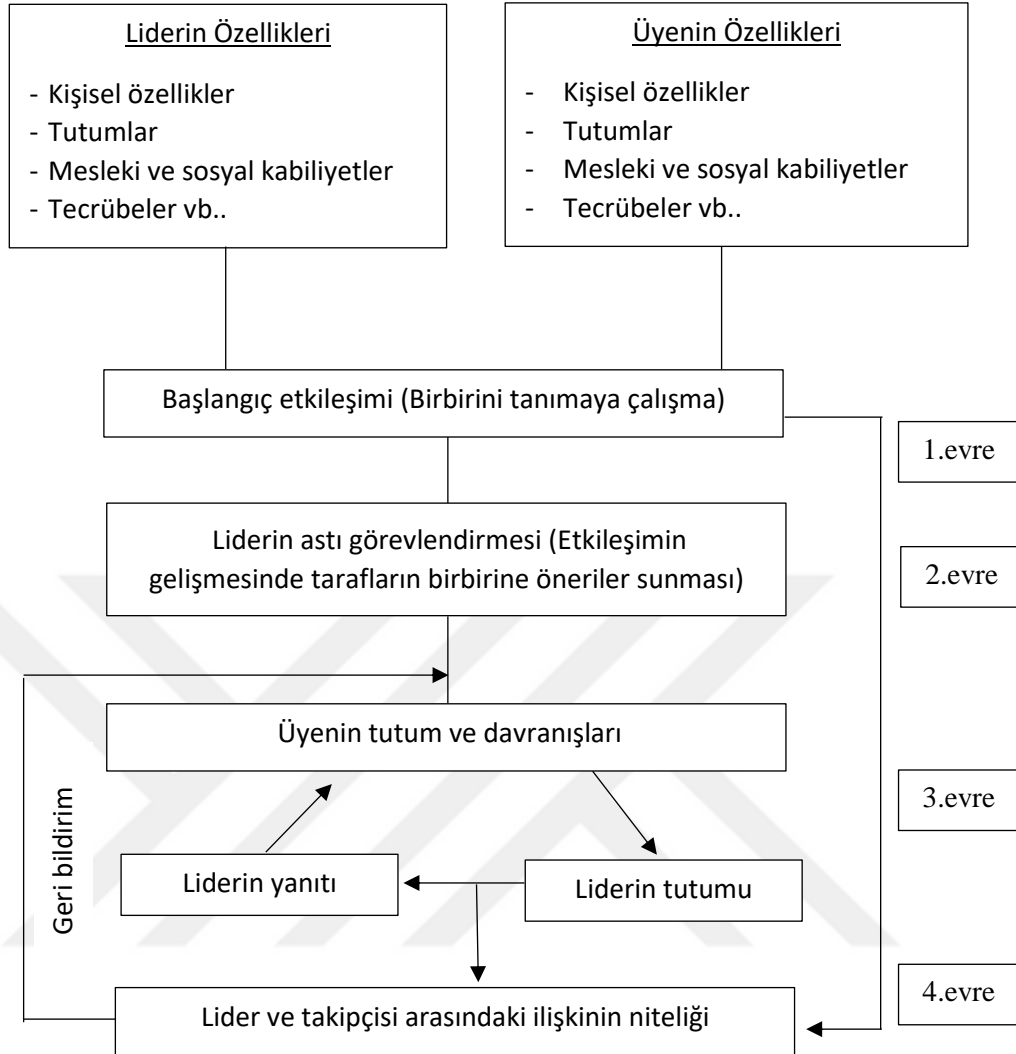 Liderin Özellikleri
- Kişisel özellikler
- Tutumlar
- Mesleki ve sosyal kabiliyetler
- Tecrübeler vb..
Üyenin Özellikleri
- Kişisel özellikler
- Tutumlar
- Mesleki ve sosyal kabiliyetler
- Tecrübeler vb..
Başlangıç etkileşimi (Birbirini tanımaya çalışma)
1.evre
Liderin astı görevlendirmesi (Etkileşimin
gelişmesinde tarafların birbirine öneriler sunması)
2.evre
Üyenin tutum ve davranışları
3.evre
Geri bildirim
Liderin yanıtı
Liderin tutumu
4.evre
Lider ve takipçisi arasındaki ilişkinin niteliği